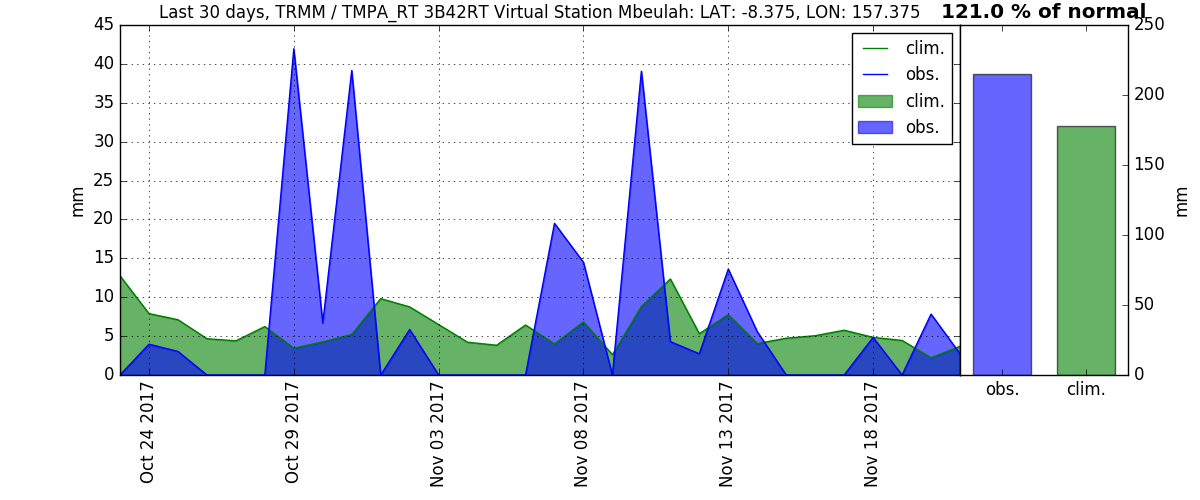 Last 30 days, TRMM / TMPA_RT 3B42RT Virtual Station Mbeulah: LAT: -8.375, LON: 157.375
121.0 % of normal
45
40
35
30
25
20
15
10
5
0
mm
Oct 24 2017
Oct 29 2017
Nov 03 2017
Nov 08 2017
Nov 13 2017
Nov 18 2017
clim.
obs.
clim.
obs.
250
200
150
100
50
0
mm
obs.
clim.